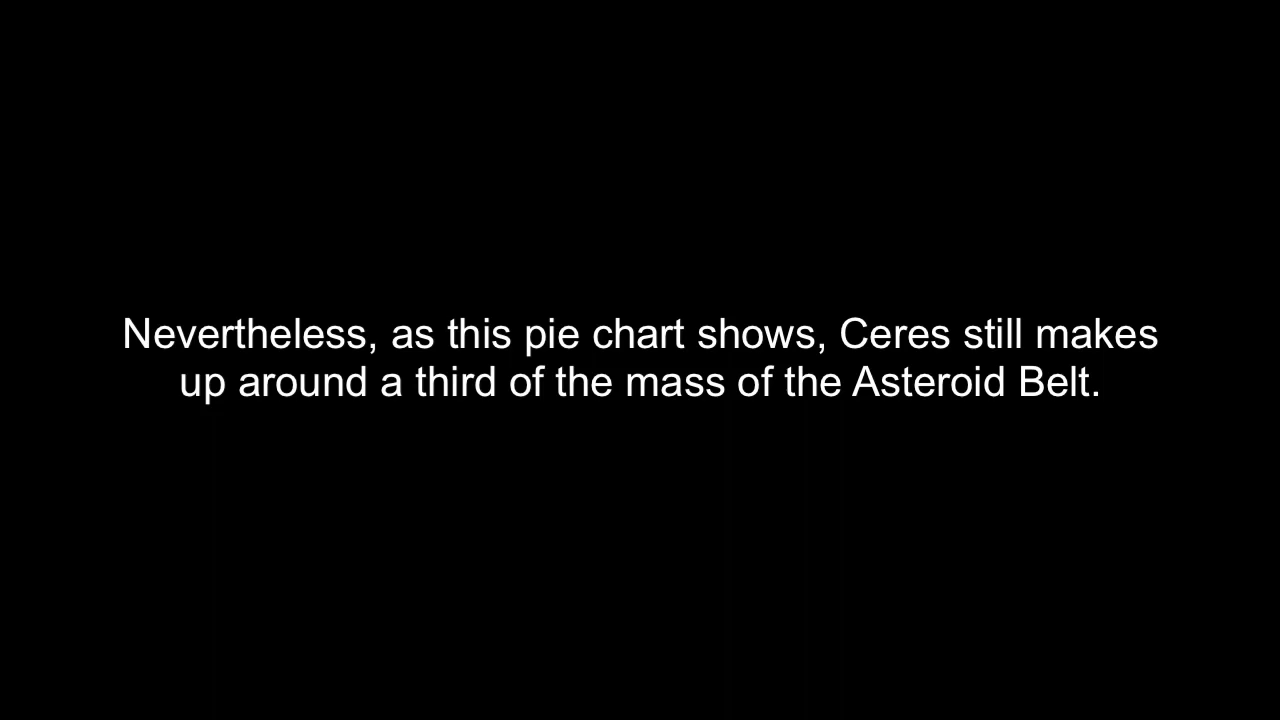 Nevertheless, as this pie chart shows, Ceres still makes
up around a third of the mass of the Asteroid Belt.